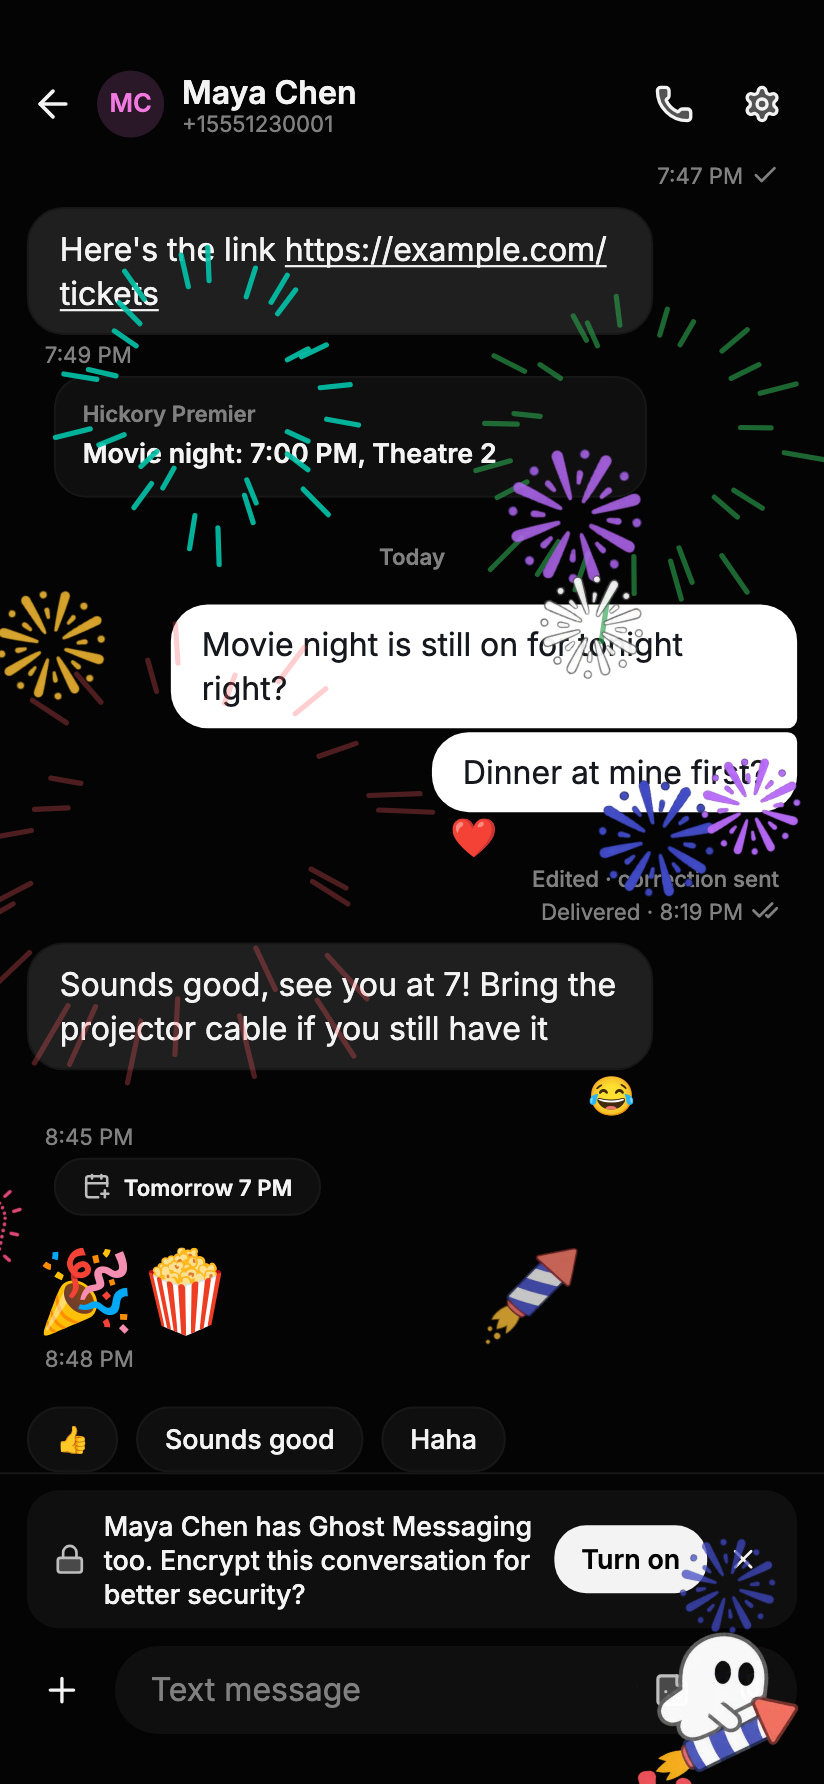 MC
Maya Chen
+15551230001
7:47 PM
Here's the link https://example.com/
tickets
7:49 PM
Hickory Premier
Movie night: 7:00 PM, Theatre 2
Today
Movie night is still on for tonight
right?
Dinner at mine first?
Edited · correction sent
Delivered · 8:19 PM
Sounds good, see you at 7! Bring the
projector cable if you still have it
8:45 PM
Tomorrow 7 PM
8:48 PM
Sounds good
Haha
Maya Chen has Ghost Messaging
too. Encrypt this conversation for
better security?
Turn on
Text message